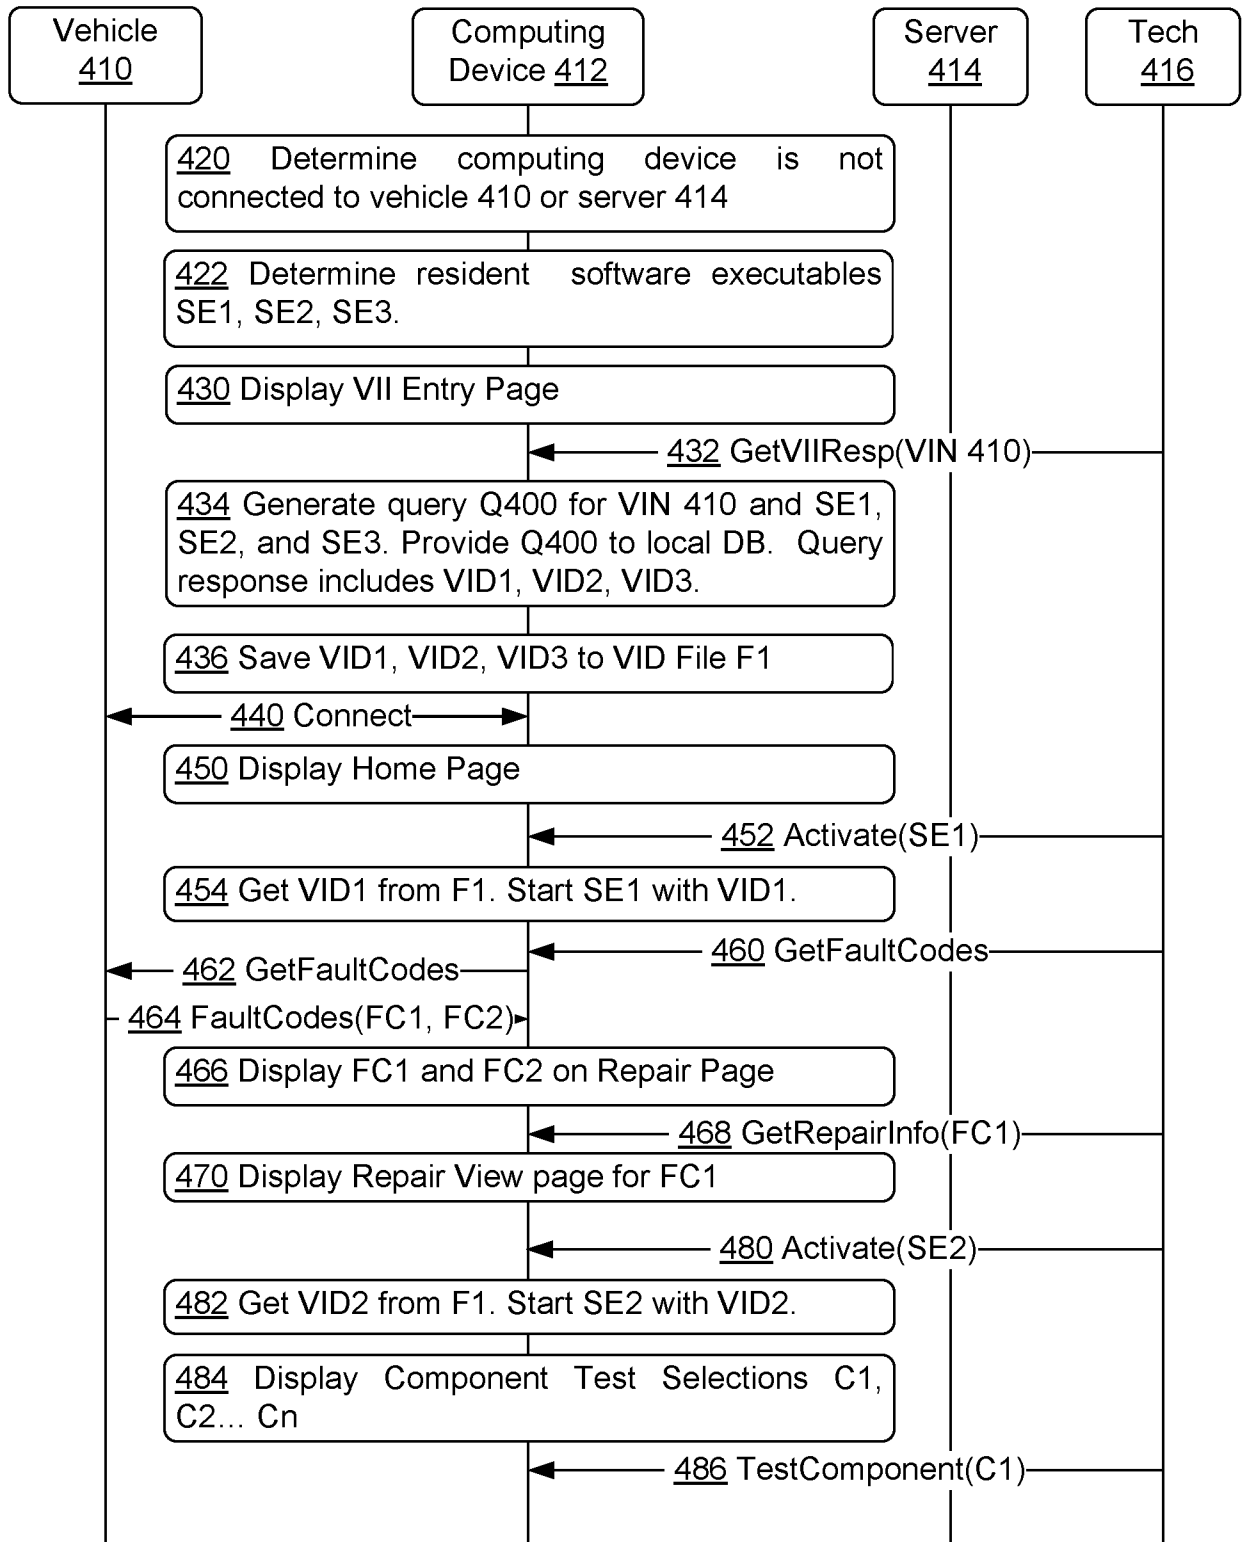 Vehicle
410
Computing
Device 412
Server
414
Tech
416
420 Determine computing device is not
connected to vehicle 410 or server 414
422 Determine resident software executables
SE1, SE2, SE3.
430 Display VII Entry Page
432 GetVIIResp(VIN 410)
434 Generate query Q400 for VIN 410 and SE1,
SE2, and SE3. Provide Q400 to local DB. Query
response includes VID1, VID2, VID3.
436 Save VID1, VID2, VID3 to VID File F1
440 Connect
450 Display Home Page
452 Activate(SE1)
454 Get VID1 from F1. Start SE1 with VID1.
460 GetFaultCodes
462 GetFaultCodes
464 FaultCodes(FC1, FC2)
466 Display FC1 and FC2 on Repair Page
468 GetRepairInfo(FC1)
470 Display Repair View page for FC1
480 Activate(SE2)
482 Get VID2 from F1. Start SE2 with VID2.
484 Display Component Test Selections C1,
C2... Cn
486 TestComponent(C1)